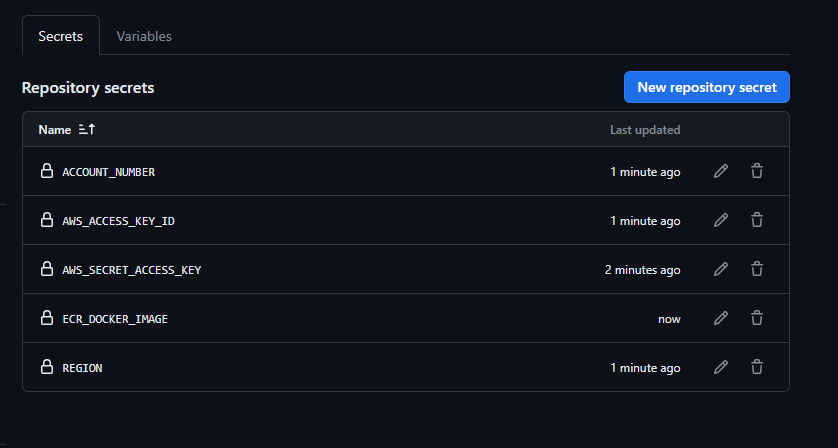 Secrets Variables
Repository secrets New repository secret
Name Last updated
ACCOUNT_NUMBER 1 minute ago
AWS_ACCESS_KEY_ID 1 minute ago
AWS_SECRET_ACCESS_KEY 2 minutes ago
ECR_DOCKER_IMAGE now
REGION 1 minute ago